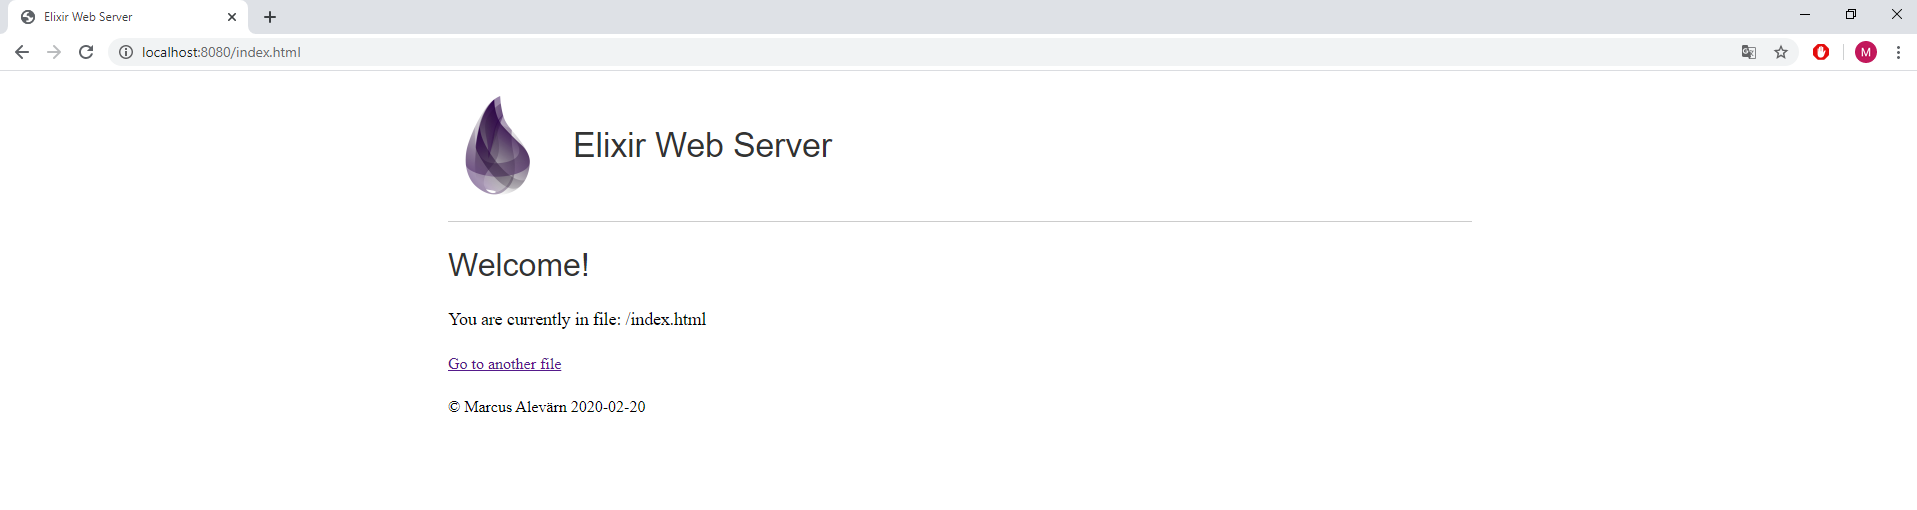 Elixir Web Server
localhost:8080/index.html
M
Elixir Web Server
Welcome!
You are currently in file: /index.html
Go to another file
© Marcus Alevärn 2020-02-20